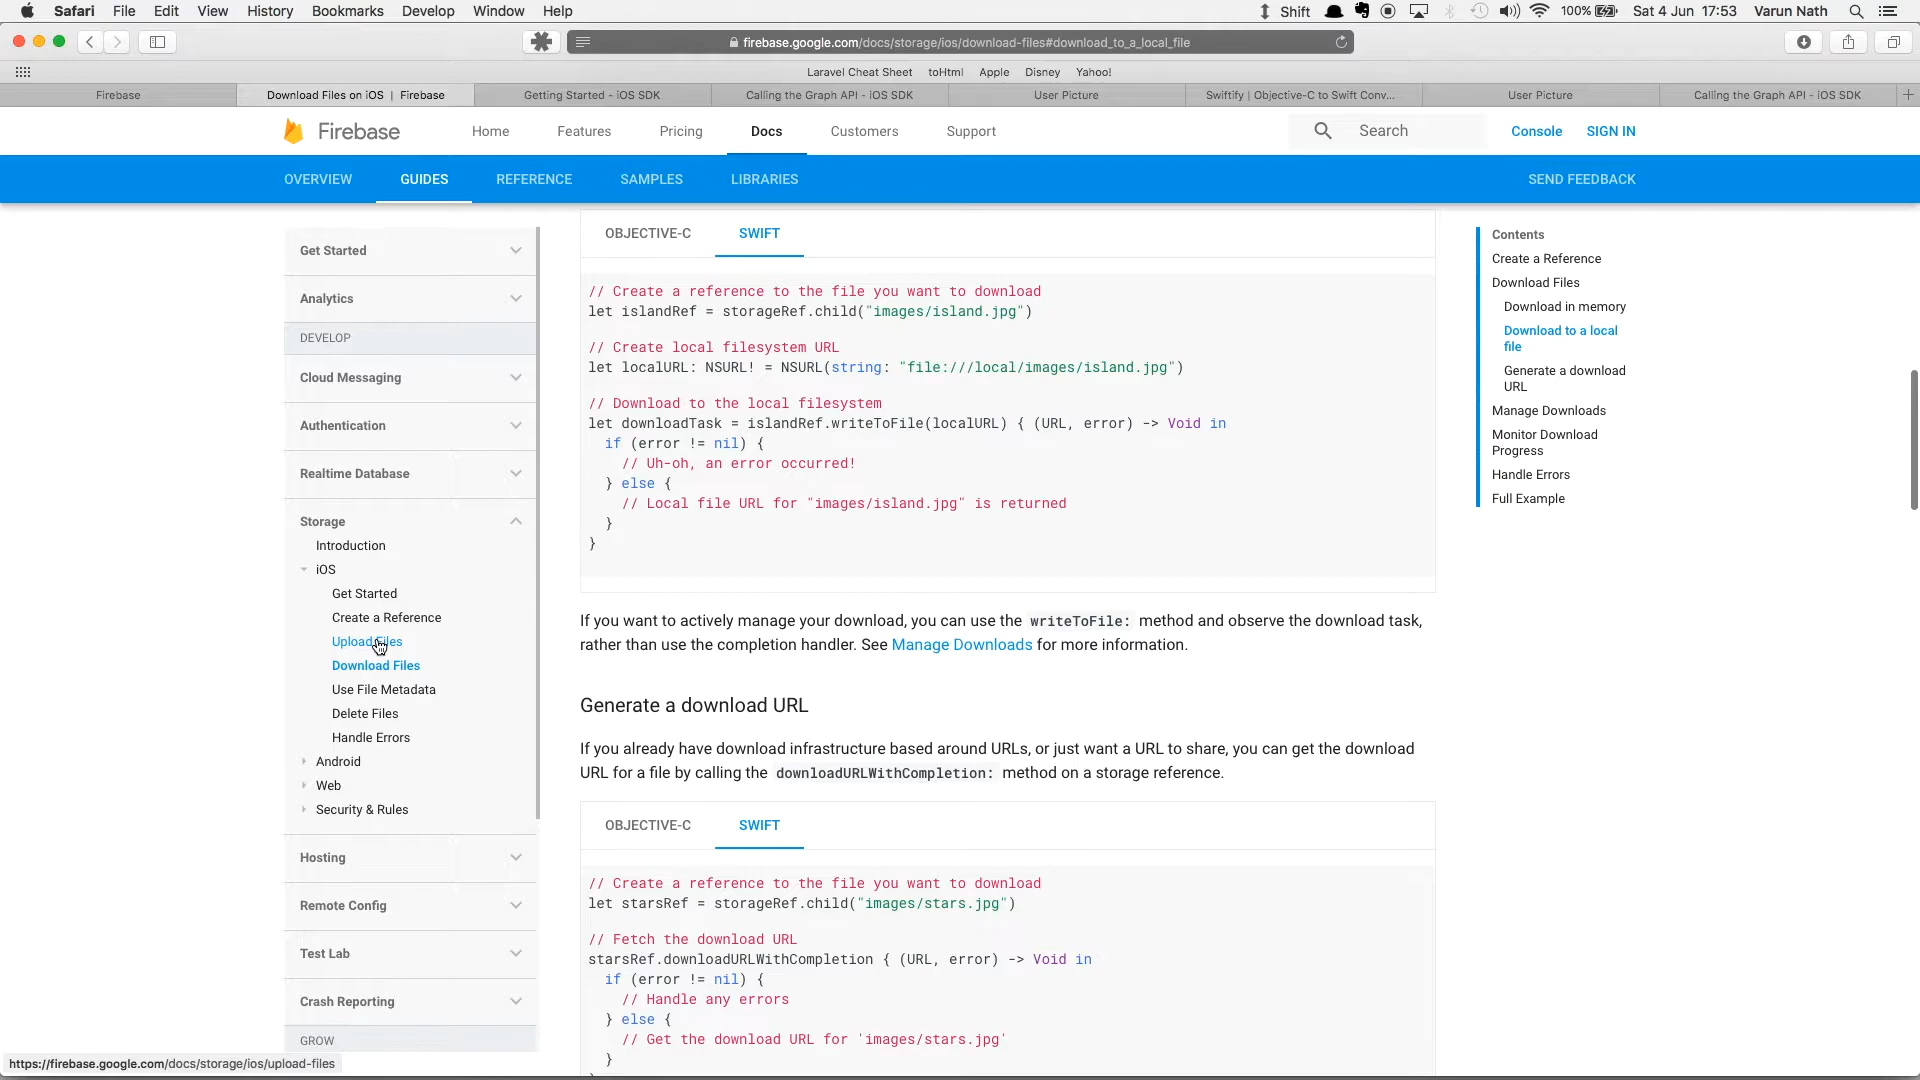 Safari File Edit View History Bookmarks Develop Window Help Shift 100% Sat 4 Jun 17:53 Varun Nath
firebase.google.com/docs/storage/ios/download-files#download_to_a_local_file
Laravel Cheat Sheet toHtml Apple Disney Yahoo!
Firebase Download Files on iOS | Firebase Getting Started - iOS SDK Calling the Graph API - iOS SDK User Picture Swiftify | Objective-C to Swift Conv... User Picture Calling the Graph API - iOS SDK
Firebase Home Features Pricing Docs Customers Support Search Console SIGN IN
OVERVIEW GUIDES REFERENCE SAMPLES LIBRARIES SEND FEEDBACK
Get Started
Analytics
DEVELOP
Cloud Messaging
Authentication
Realtime Database
Storage
Introduction
iOS
Get Started
Create a Reference
Upload Files
Download Files
Use File Metadata
Delete Files
Handle Errors
Android
Web
Security & Rules
Hosting
Remote Config
Test Lab
Crash Reporting
GROW
OBJECTIVE-C SWIFT
// Create a reference to the file you want to download
let islandRef = storageRef.child("images/island.jpg")
// Create local filesystem URL
let localURL: NSURL! = NSURL(string: "file:///local/images/island.jpg")
// Download to the local filesystem
let downloadTask = islandRef.writeToFile(localURL) { (URL, error) -> Void in
if (error != nil) {
// Uh-oh, an error occurred!
} else {
// Local file URL for "images/island.jpg" is returned
}
}
If you want to actively manage your download, you can use the writeToFile: method and observe the download task,
rather than use the completion handler. See Manage Downloads for more information.
Generate a download URL
If you already have download infrastructure based around URLs, or just want a URL to share, you can get the download
URL for a file by calling the downloadURLWithCompletion: method on a storage reference.
OBJECTIVE-C SWIFT
// Create a reference to the file you want to download
let starsRef = storageRef.child("images/stars.jpg")
// Fetch the download URL
starsRef.downloadURLWithCompletion { (URL, error) -> Void in
if (error != nil) {
// Handle any errors
} else {
// Get the download URL for 'images/stars.jpg'
}
Contents
Create a Reference
Download Files
Download in memory
Download to a local
file
Generate a download
URL
Manage Downloads
Monitor Download
Progress
Handle Errors
Full Example
https://firebase.google.com/docs/storage/ios/upload-files